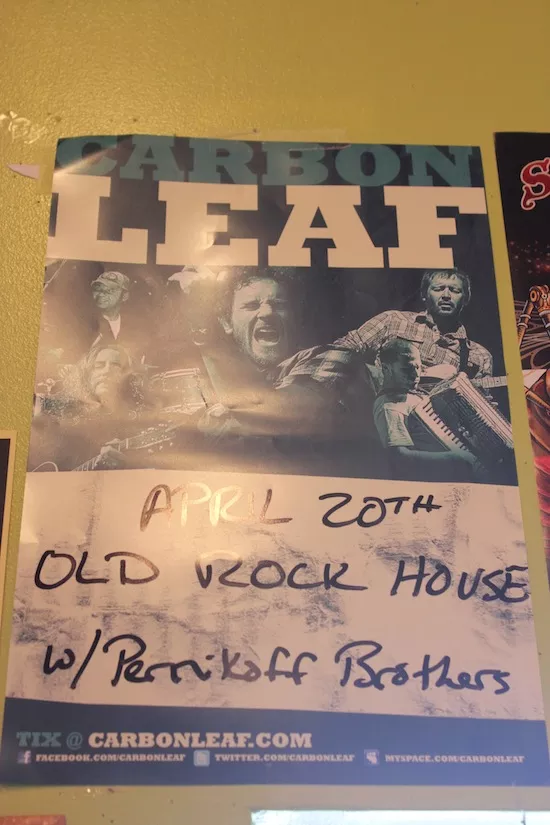 CARBON
LEAF
APRIL 20TH
OLD ROCK HOUSE
w/ Pernikoff Brothers
TIX @ CARBONLEAF.COM
FACEBOOK.COM/CARBONLEAF TWITTER.COM/CARBONLEAF MYSPACE.COM/CARBONLEAF
S